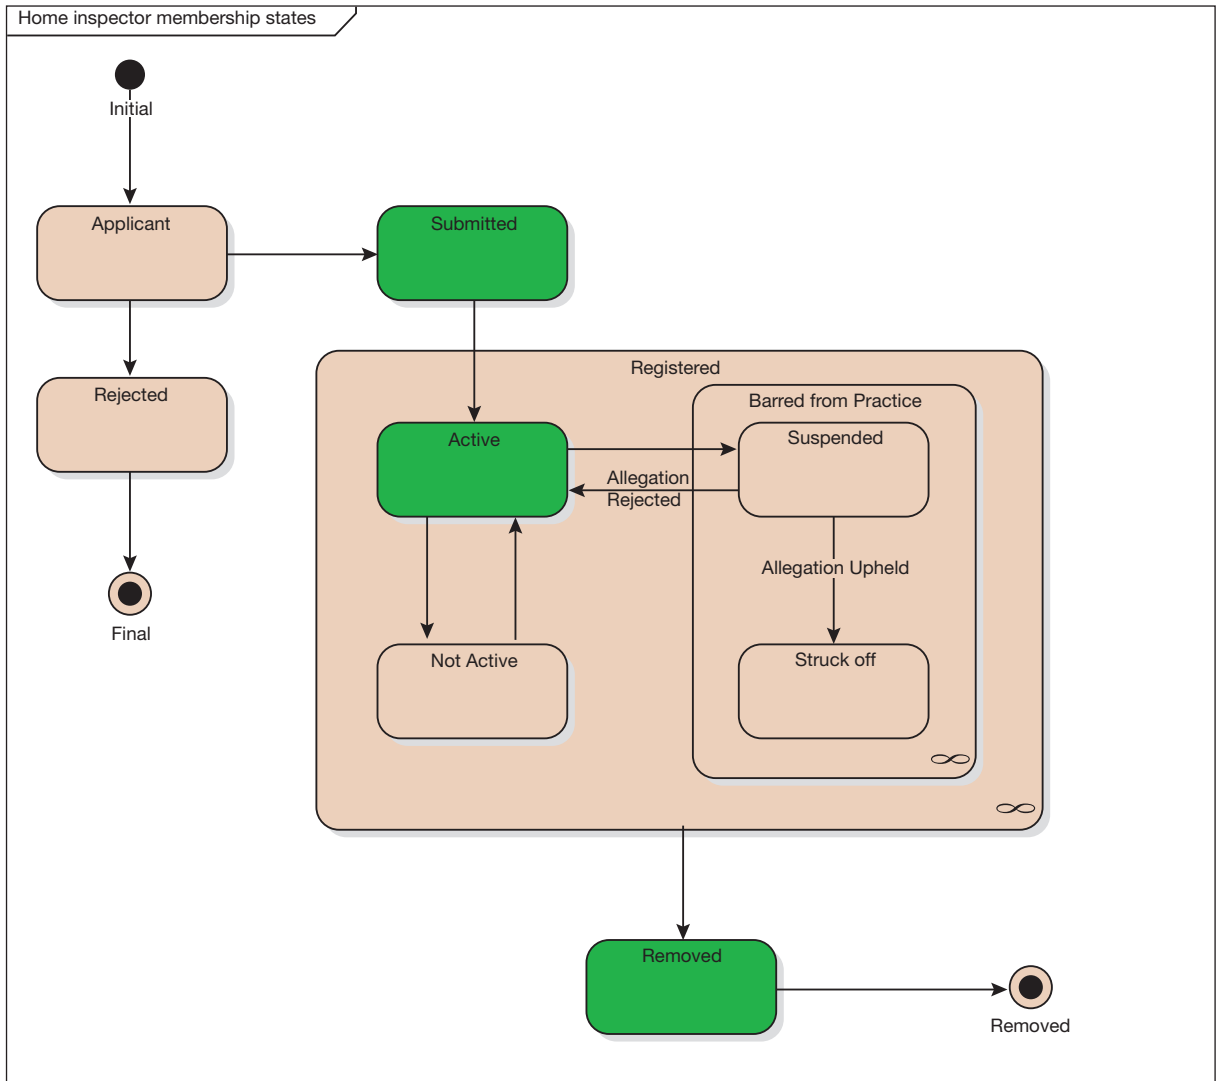 Home inspector membership states
Initial
Applicant
Submitted
Registered
Rejected
Barred from Practice
Active
Suspended
Allegation
Rejected
Allegation Upheld
Final
Not Active
Struck off
Removed
Removed